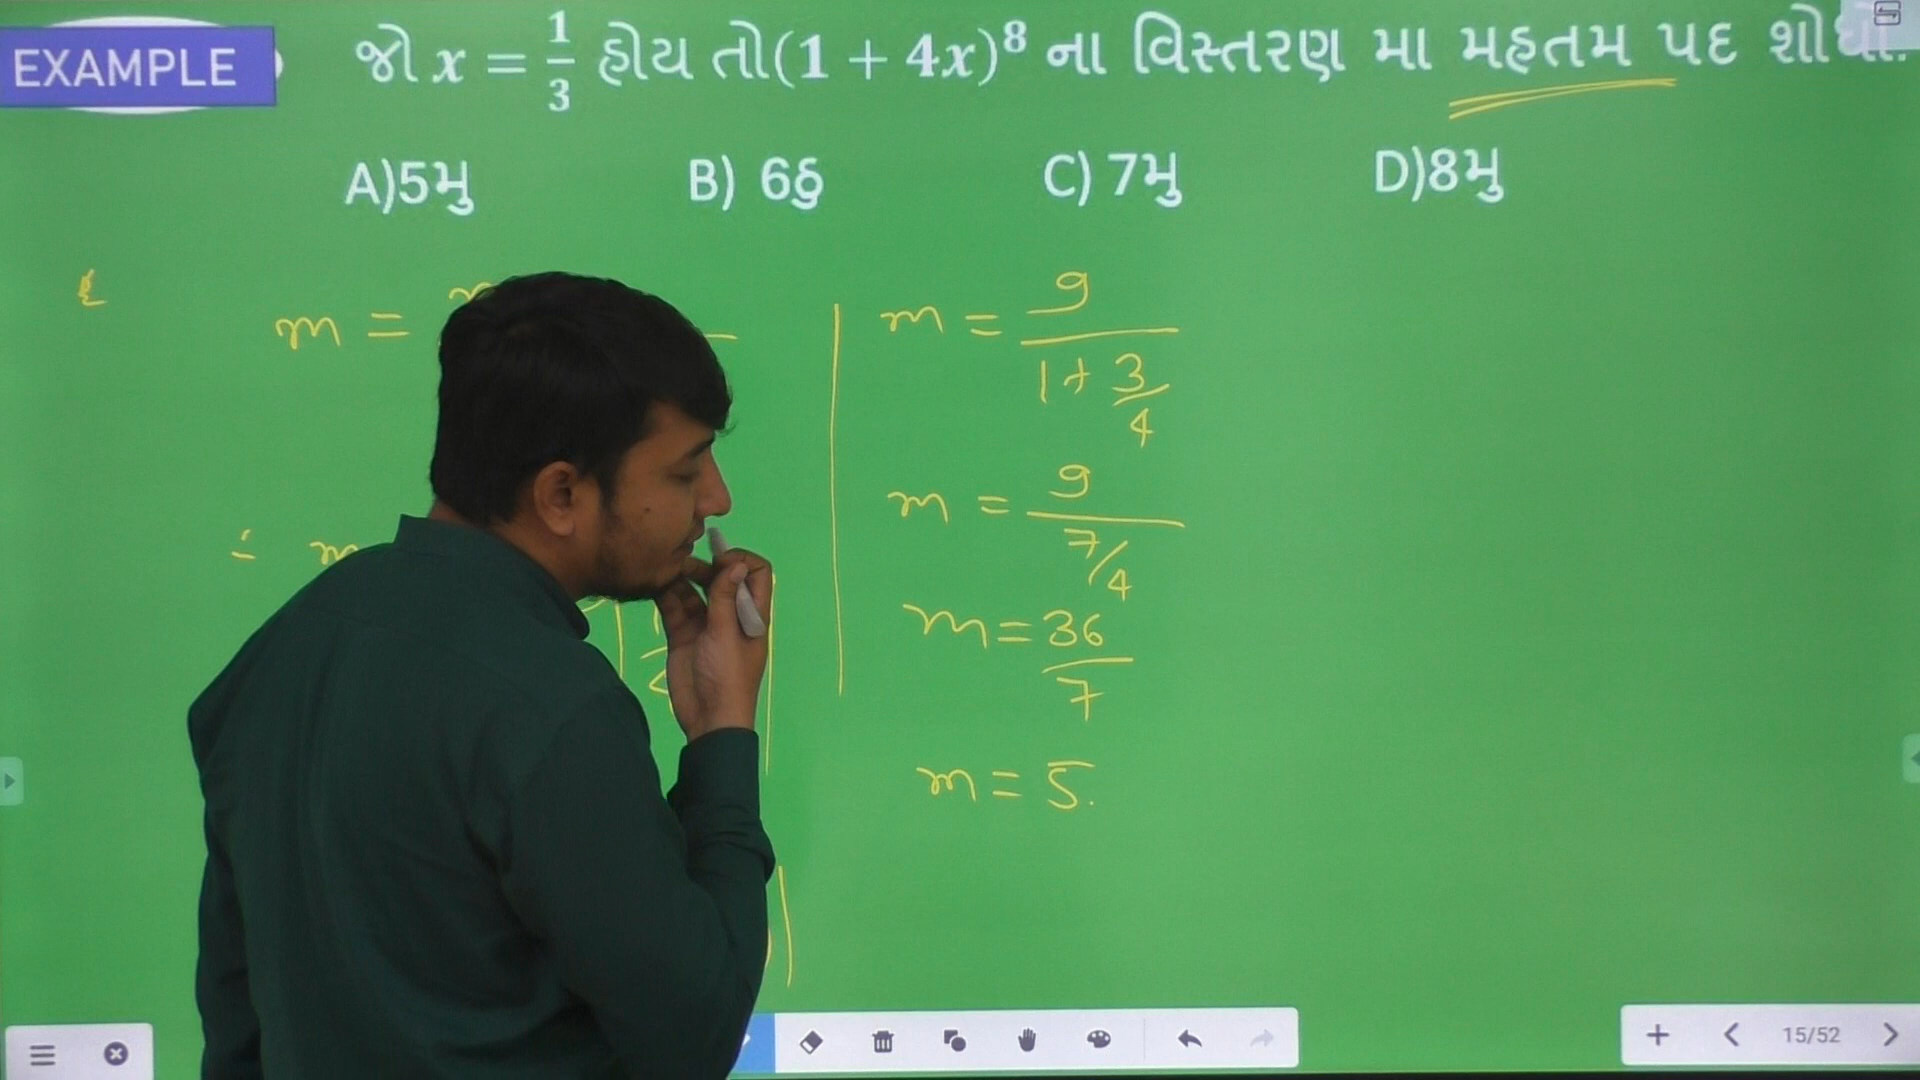 EXAMPLE
જો x = 1/3 હોય તો (1 + 4x)⁸ ના વિસ્તરણ મા મહતમ પદ શોધો.
A)5મુ B) 6ઠુ C) 7મુ D)8મુ
m =
m = 9/(1 + 3/4)
m = 9/(7/4)
= m
m = 36/7
m = 5.
15/52